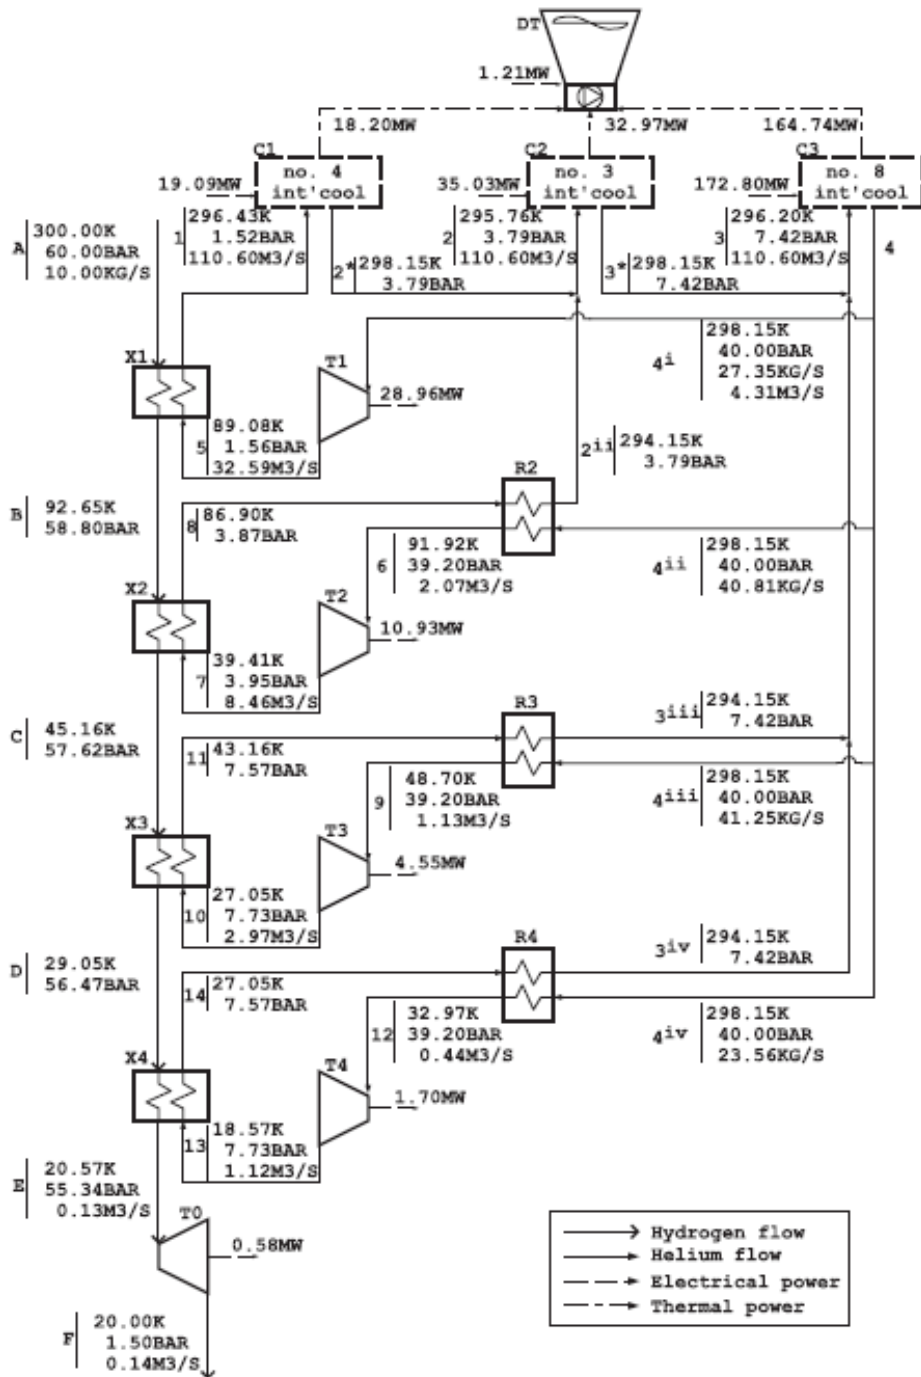 DT
1.21MW
18.20MW
32.97MW
164.74MW
C1
no. 4
int'cool
C2
no. 3
int'cool
C3
no. 8
int'cool
19.09MW
35.03MW
172.80MW
A
300.00K
60.00BAR
10.00KG/S
1
296.43K
1.52BAR
110.60M3/S
2*
298.15K
3.79BAR
2
295.76K
3.79BAR
110.60M3/S
3*
298.15K
7.42BAR
3
296.20K
7.42BAR
110.60M3/S
4
X1
T1
28.96MW
4i
298.15K
40.00BAR
27.35KG/S
4.31M3/S
5
89.08K
1.56BAR
32.59M3/S
2ii
294.15K
3.79BAR
B
92.65K
58.80BAR
8
86.90K
3.87BAR
R2
6
91.92K
39.20BAR
2.07M3/S
4ii
298.15K
40.00BAR
40.81KG/S
X2
T2
10.93MW
7
39.41K
3.95BAR
8.46M3/S
C
45.16K
57.62BAR
11
43.16K
7.57BAR
R3
3iii
294.15K
7.42BAR
9
48.70K
39.20BAR
1.13M3/S
4iii
298.15K
40.00BAR
41.25KG/S
X3
T3
4.55MW
10
27.05K
7.73BAR
2.97M3/S
D
29.05K
56.47BAR
14
27.05K
7.57BAR
R4
3iv
294.15K
7.42BAR
12
32.97K
39.20BAR
0.44M3/S
4iv
298.15K
40.00BAR
23.56KG/S
X4
T4
1.70MW
13
18.57K
7.73BAR
1.12M3/S
E
20.57K
55.34BAR
0.13M3/S
T0
0.58MW
F
20.00K
1.50BAR
0.14M3/S
Hydrogen flow
Helium flow
Electrical power
Thermal power